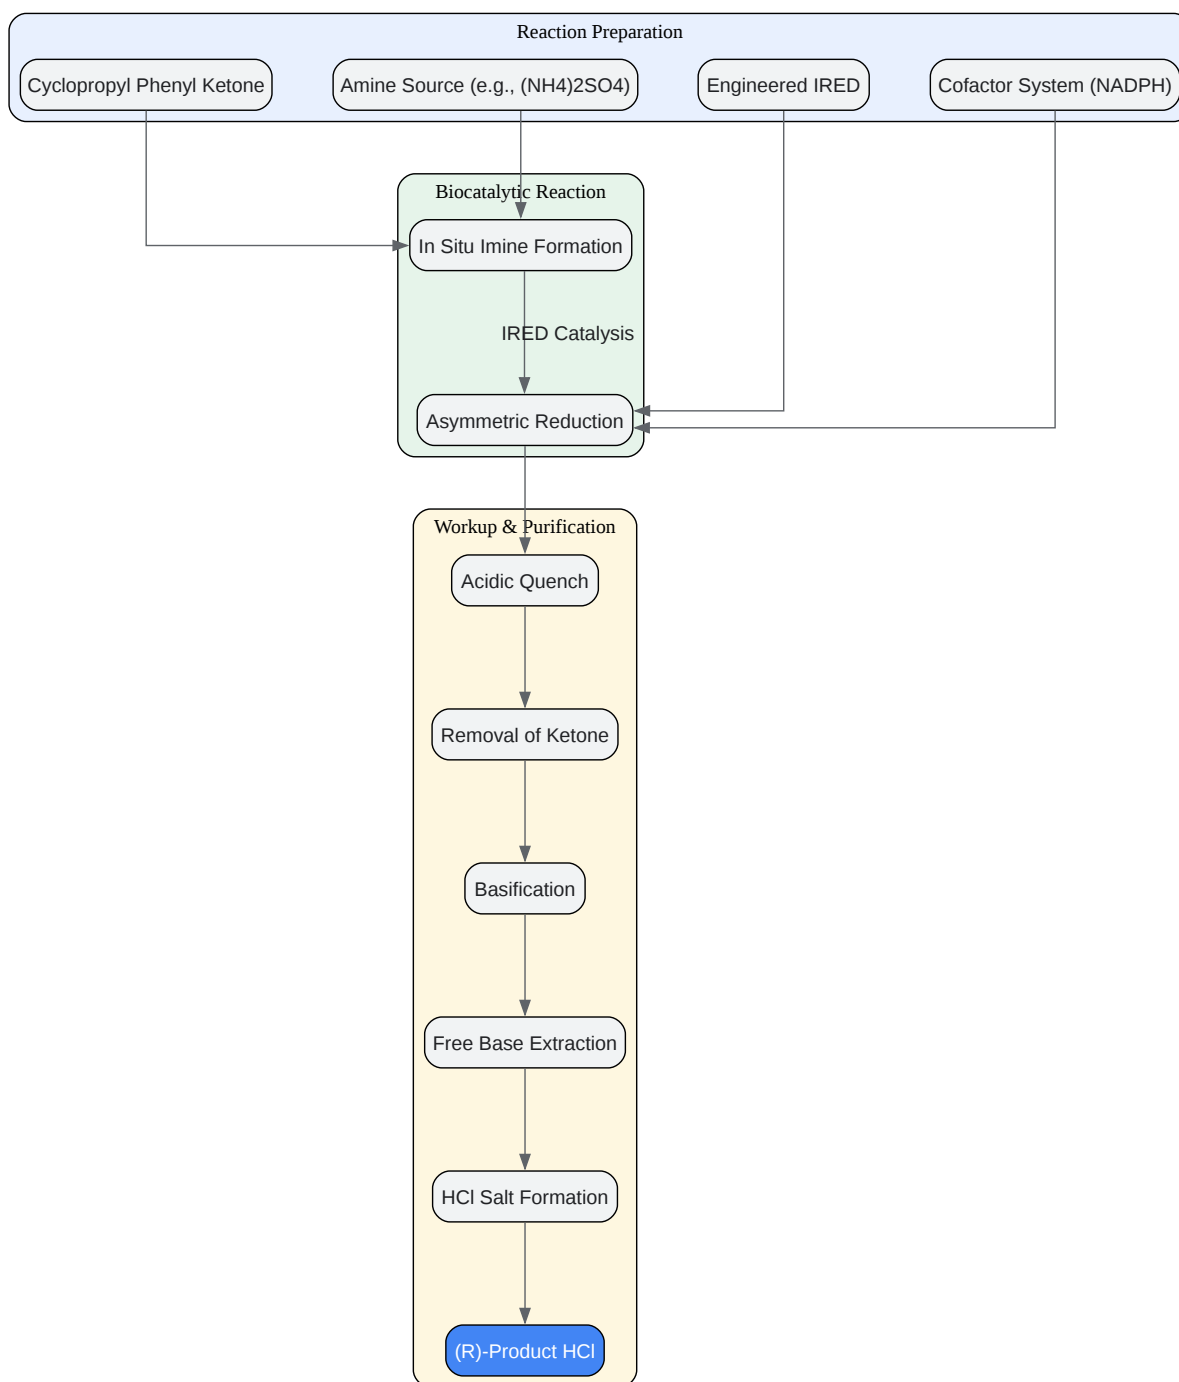 Reaction Preparation
Cyclopropyl Phenyl Ketone
Amine Source (e.g., (NH4)2SO4)
Engineered IRED
Cofactor System (NADPH)
Biocatalytic Reaction
In Situ Imine Formation
IRED Catalysis
Asymmetric Reduction
Workup & Purification
Acidic Quench
Removal of Ketone
Basification
Free Base Extraction
HCl Salt Formation
(R)-Product HCl